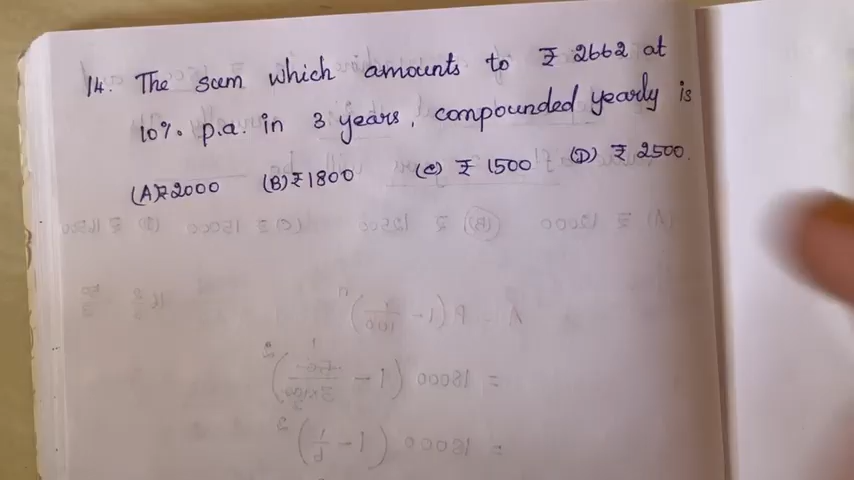 14. The sum which amounts to ₹ 2662 at
10% p.a. in 3 years, compounded yearly is
(A) ₹2000 (B) ₹1800 (C) ₹ 1500 (D) ₹ 2500.